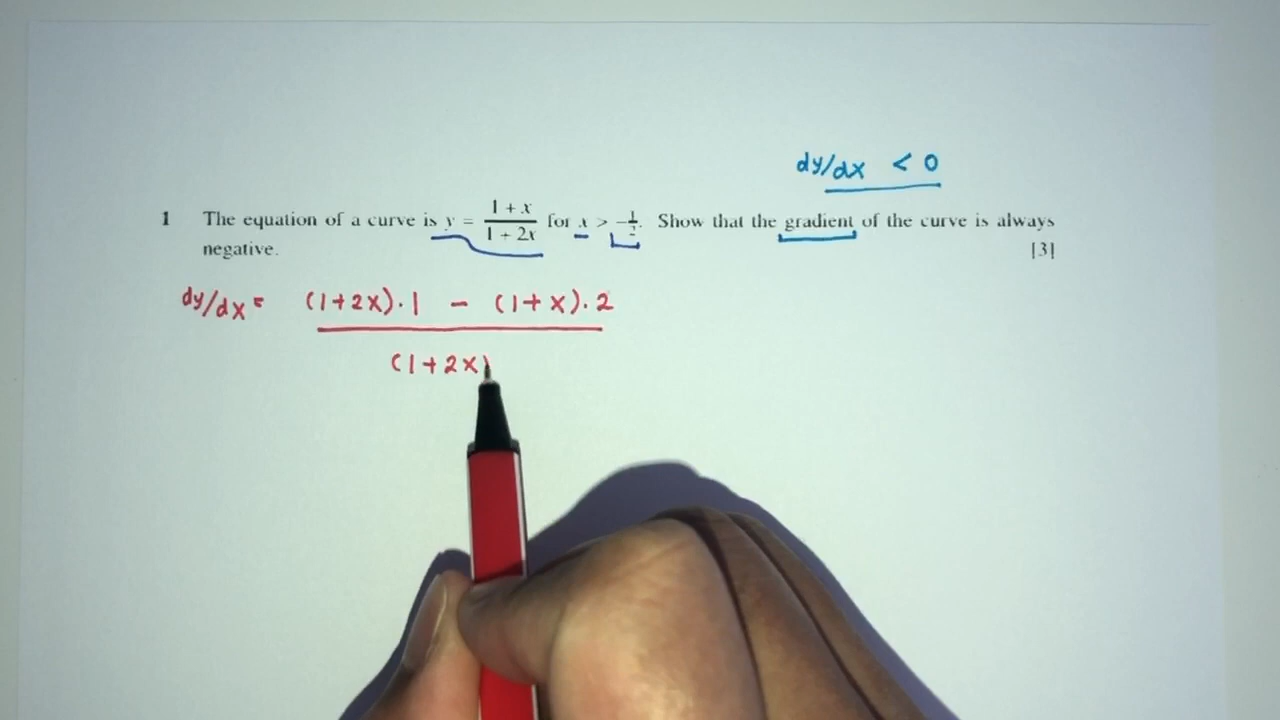 dy/dx < 0
1 The equation of a curve is y = (1 + x)/(1 + 2x) for x > -1/2. Show that the gradient of the curve is always
negative. [3]
dy/dx = (1+2x).1 - (1+x).2
(1+2x)